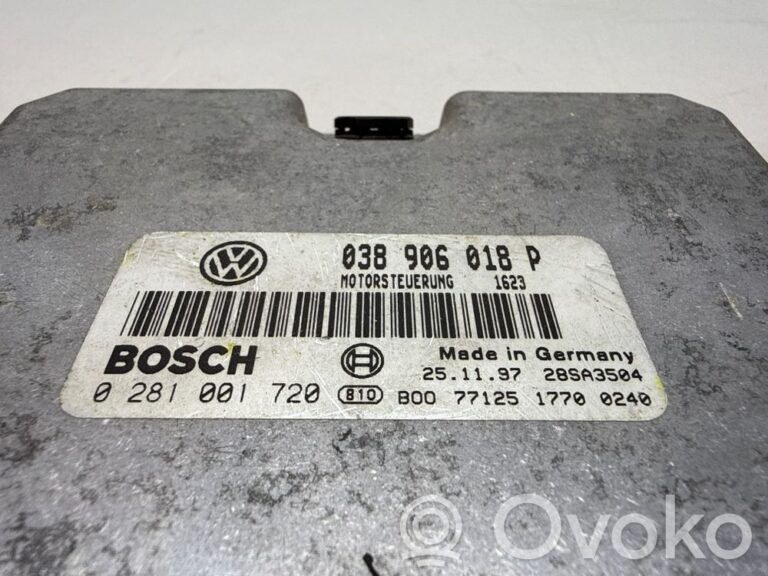 038 906 018 P
MOTORSTEUERUNG 1623
BOSCH Made in Germany
25.11.97 28SA3504
0 281 001 720 810 B00 77125 1770 0240
Ovoko